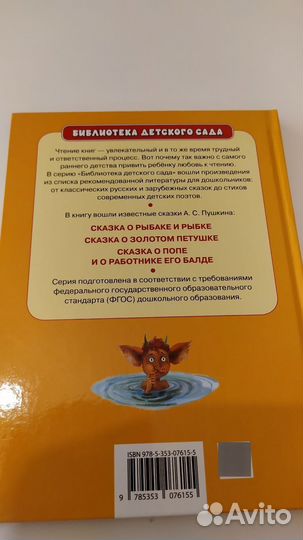 БИБЛИОТЕКА ДЕТСКОГО САДА
Чтение книг — увлекательный и в то же время трудный
и ответственный процесс. Вот почему так важно с самого
раннего детства привить ребёнку любовь к чтению.
В серию «Библиотека детского сада» вошли произведения
из списка рекомендованной литературы для дошкольников:
от классических русских и зарубежных сказок до стихов
современных детских поэтов.
В книгу вошли известные сказки А. С. Пушкина:
СКАЗКА О РЫБАКЕ И РЫБКЕ
СКАЗКА О ЗОЛОТОМ ПЕТУШКЕ
СКАЗКА О ПОПЕ
И О РАБОТНИКЕ ЕГО БАЛДЕ
Серия подготовлена в соответствии с требованиями
федерального государственного образовательного
стандарта (ФГОС) дошкольного образования.
ISBN 978-5-353-07615-5
9 785353 076155
Avito